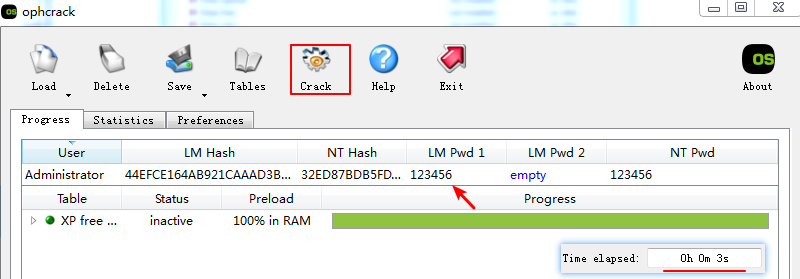 OS ophcrack
Load Delete Save Tables Crack Help Exit OS About
Progress Statistics Preferences
User LM Hash NT Hash LM Pwd 1 LM Pwd 2 NT Pwd
Administrator 44EFCE164AB921CAAAD3B... 32ED87BDB5FD... 123456 empty 123456
Table Status Preload Progress
XP free ... inactive 100% in RAM
Time elapsed: 0h 0m 3s